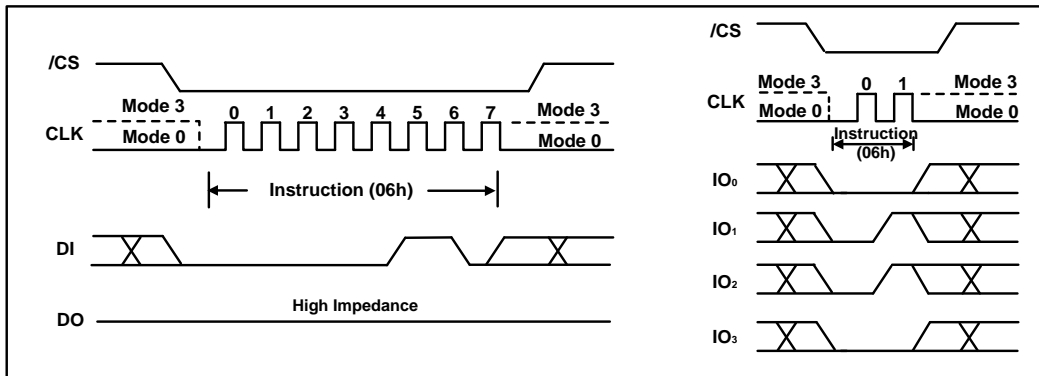 /CS
Mode 3
0 1 2 3 4 5 6 7
Mode 3
CLK
Mode 0
Mode 0
Instruction (06h)
DI
High Impedance
DO
/CS
Mode 3
0 1
Mode 3
CLK
Mode 0
Mode 0
Instruction
(06h)
IO0
IO1
IO2
IO3